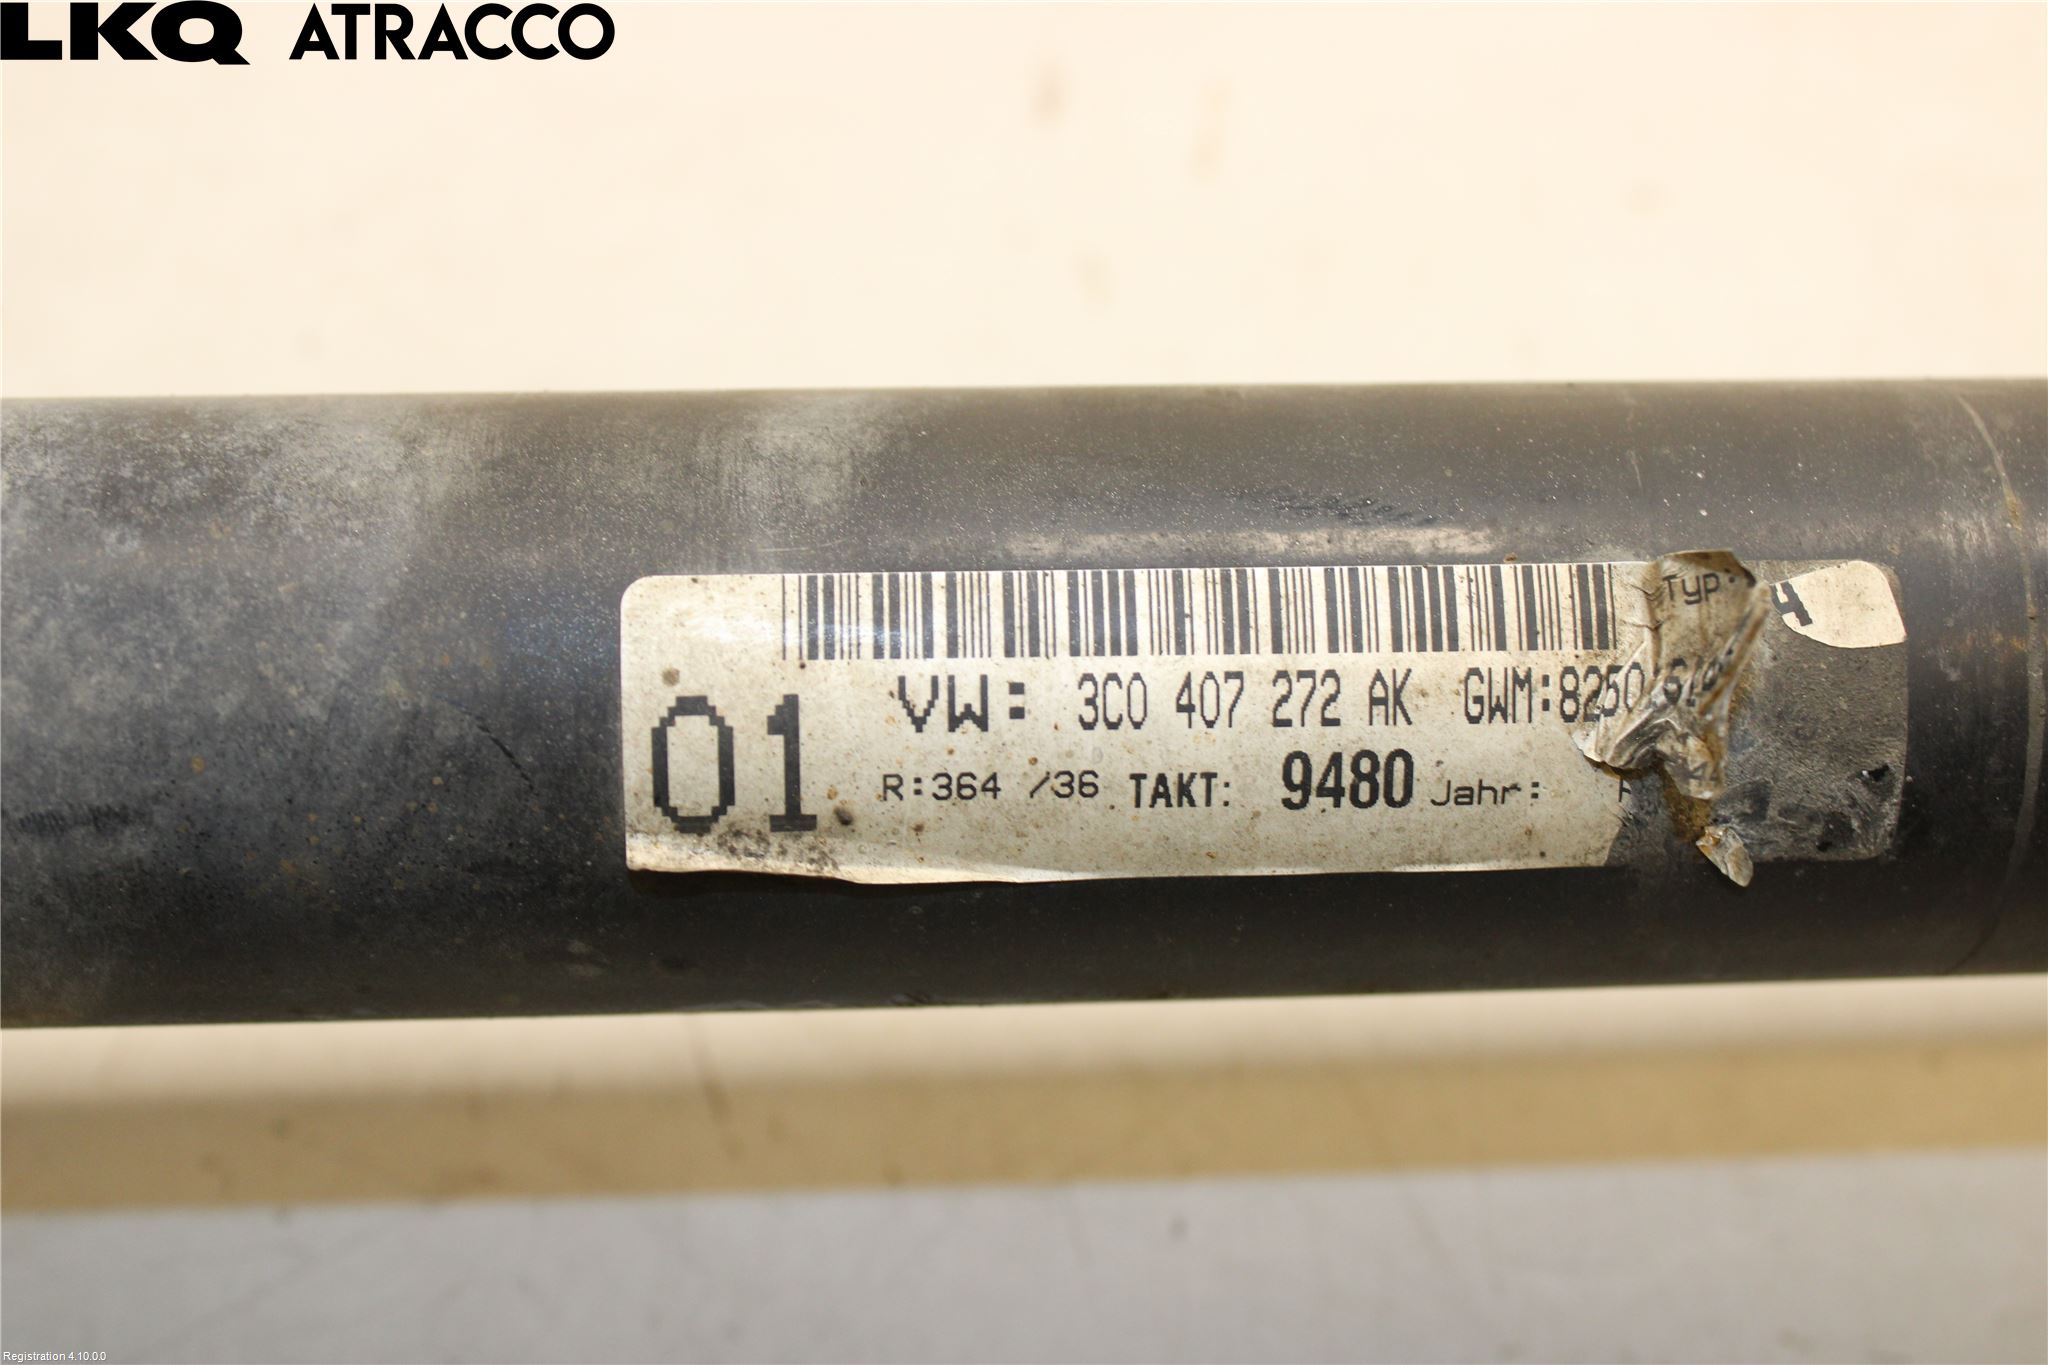 LKQ ATRACCO
Typ: 4
VW: 3C0 407 272 AK GWM:8250
01
R:364 /36 TAKT: 9480 Jahr:
Registration 4.10.0.0